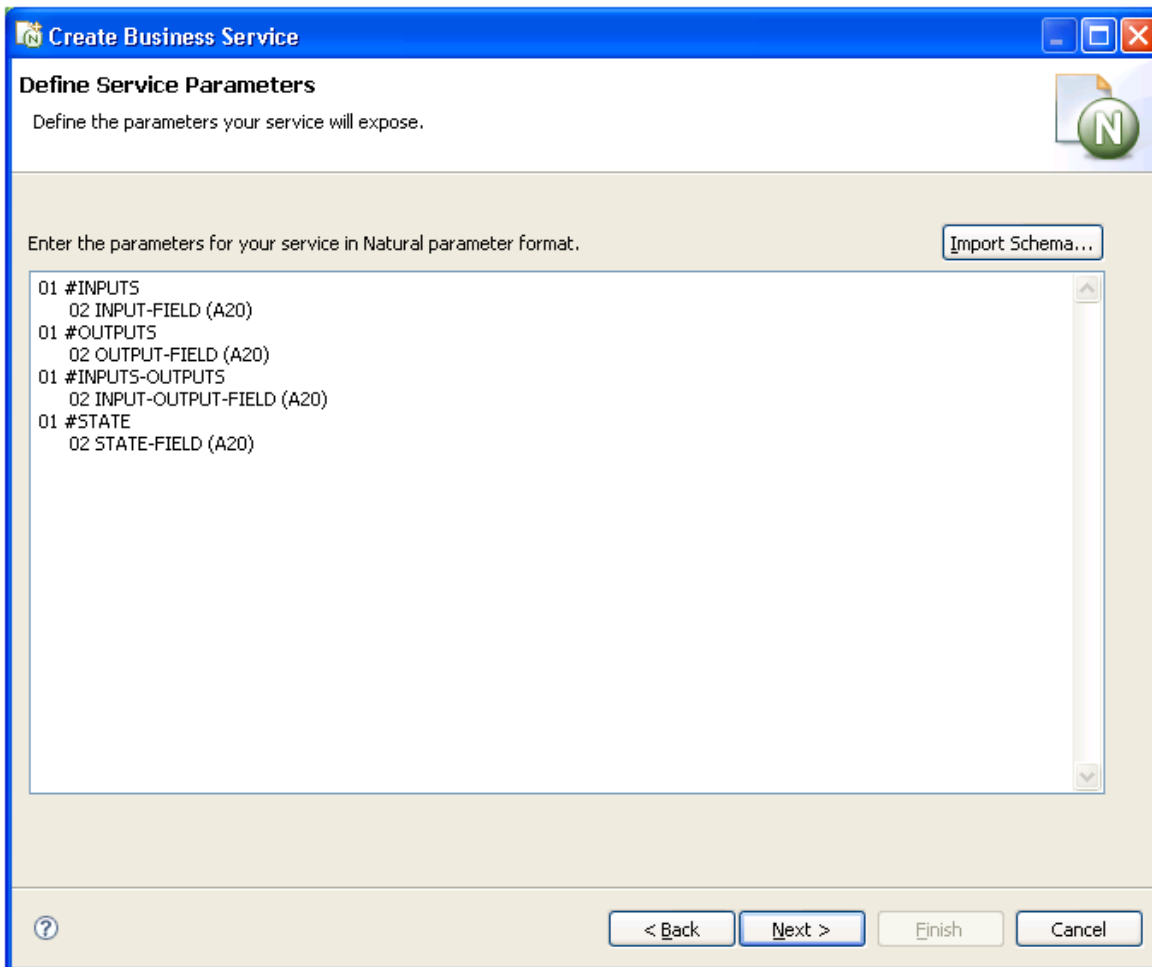 Create Business Service
Define Service Parameters
Define the parameters your service will expose.
N
Enter the parameters for your service in Natural parameter format.
Import Schema...
01 #INPUTS
02 INPUT-FIELD (A20)
01 #OUTPUTS
02 OUTPUT-FIELD (A20)
01 #INPUTS-OUTPUTS
02 INPUT-OUTPUT-FIELD (A20)
01 #STATE
02 STATE-FIELD (A20)
?
< Back
Next >
Finish
Cancel